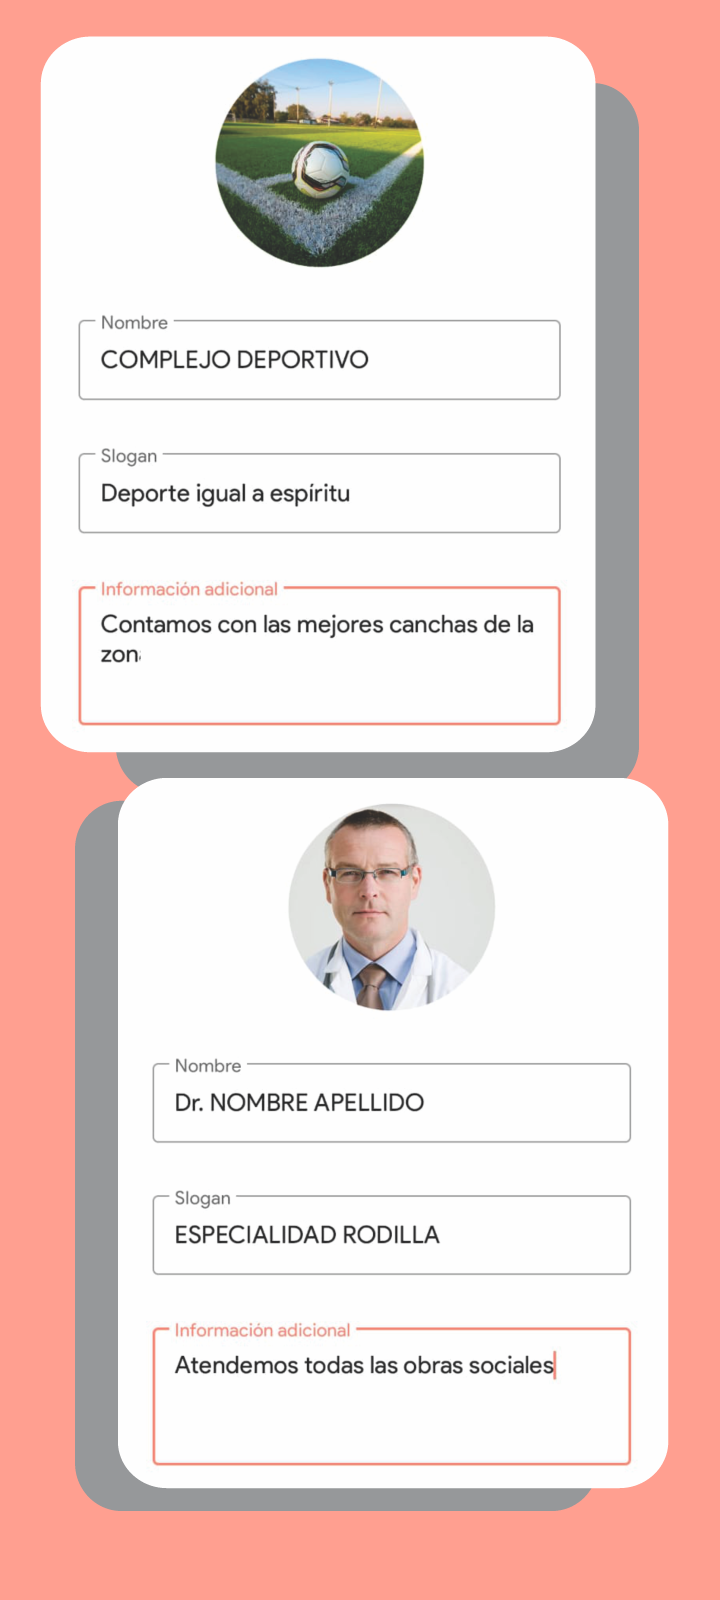 Nombre
COMPLEJO DEPORTIVO
Slogan
Deporte igual a espíritu
Información adicional
Contamos con las mejores canchas de la
zon
Nombre
Dr. NOMBRE APELLIDO
Slogan
ESPECIALIDAD RODILLA
Información adicional
Atendemos todas las obras sociales